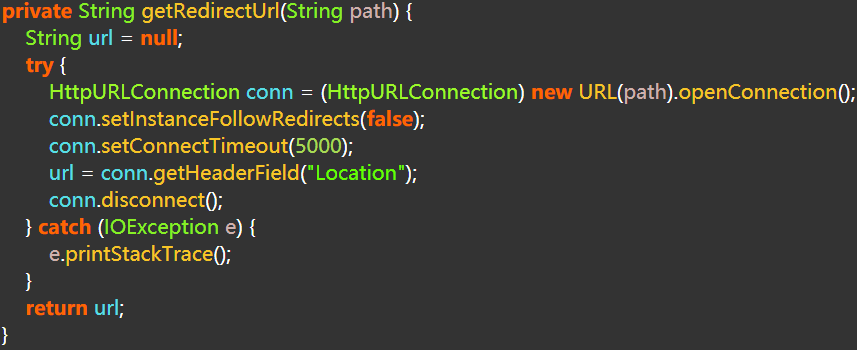 private String getRedirectUrl(String path) {
    String url = null;
    try {
        HttpURLConnection conn = (HttpURLConnection) new URL(path).openConnection();
        conn.setInstanceFollowRedirects(false);
        conn.setConnectTimeout(5000);
        url = conn.getHeaderField("Location");
        conn.disconnect();
    } catch (IOException e) {
        e.printStackTrace();
    }
    return url;
}